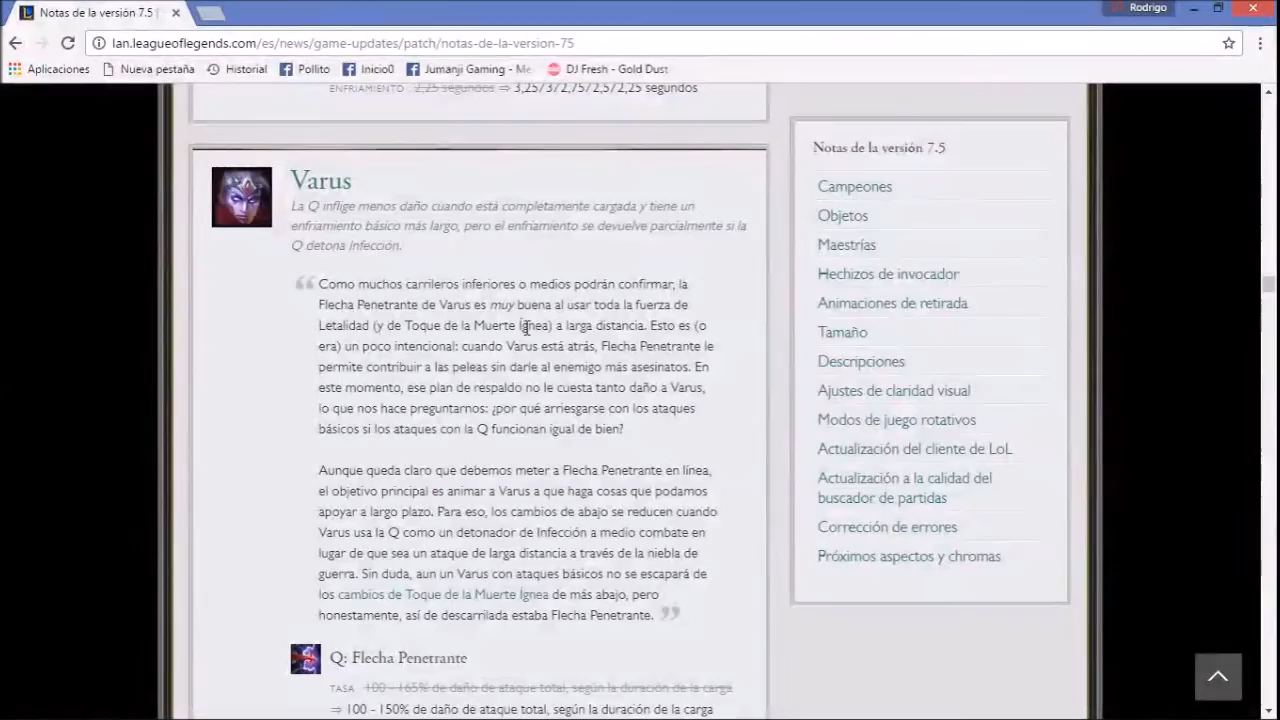 Notas de la versión 7.5
Rodrigo
lan.leagueoflegends.com/es/news/game-updates/patch/notas-de-la-version-75
Aplicaciones Nueva pestaña Historial Pollito Inicio0 Jumanji Gaming - Me DJ Fresh - Gold Dust
ENFRIAMIENTO 2,25 segundos ⇒ 3,25/3/2,75/2,5/2,25 segundos
Varus
La Q inflige menos daño cuando está completamente cargada y tiene un
enfriamiento básico más largo, pero el enfriamiento se devuelve parcialmente si la
Q detona Infección.
Como muchos carrileros inferiores o medios podrán confirmar, la
Flecha Penetrante de Varus es muy buena al usar toda la fuerza de
Letalidad (y de Toque de la Muerte Ígnea) a larga distancia. Esto es (o
era) un poco intencional: cuando Varus está atrás, Flecha Penetrante le
permite contribuir a las peleas sin darle al enemigo más asesinatos. En
este momento, ese plan de respaldo no le cuesta tanto daño a Varus,
lo que nos hace preguntarnos: ¿por qué arriesgarse con los ataques
básicos si los ataques con la Q funcionan igual de bien?
Aunque queda claro que debemos meter a Flecha Penetrante en línea,
el objetivo principal es animar a Varus a que haga cosas que podamos
apoyar a largo plazo. Para eso, los cambios de abajo se reducen cuando
Varus usa la Q como un detonador de Infección a medio combate en
lugar de que sea un ataque de larga distancia a través de la niebla de
guerra. Sin duda, aun un Varus con ataques básicos no se escapará de
los cambios de Toque de la Muerte Ígnea de más abajo, pero
honestamente, así de descarrilada estaba Flecha Penetrante.
Q: Flecha Penetrante
TASA 100 - 165% de daño de ataque total, según la duración de la carga
⇒ 100 - 150% de daño de ataque total, según la duración de la carga
Notas de la versión 7.5
Campeones
Objetos
Maestrías
Hechizos de invocador
Animaciones de retirada
Tamaño
Descripciones
Ajustes de claridad visual
Modos de juego rotativos
Actualización del cliente de LoL
Actualización a la calidad del
buscador de partidas
Corrección de errores
Próximos aspectos y chromas